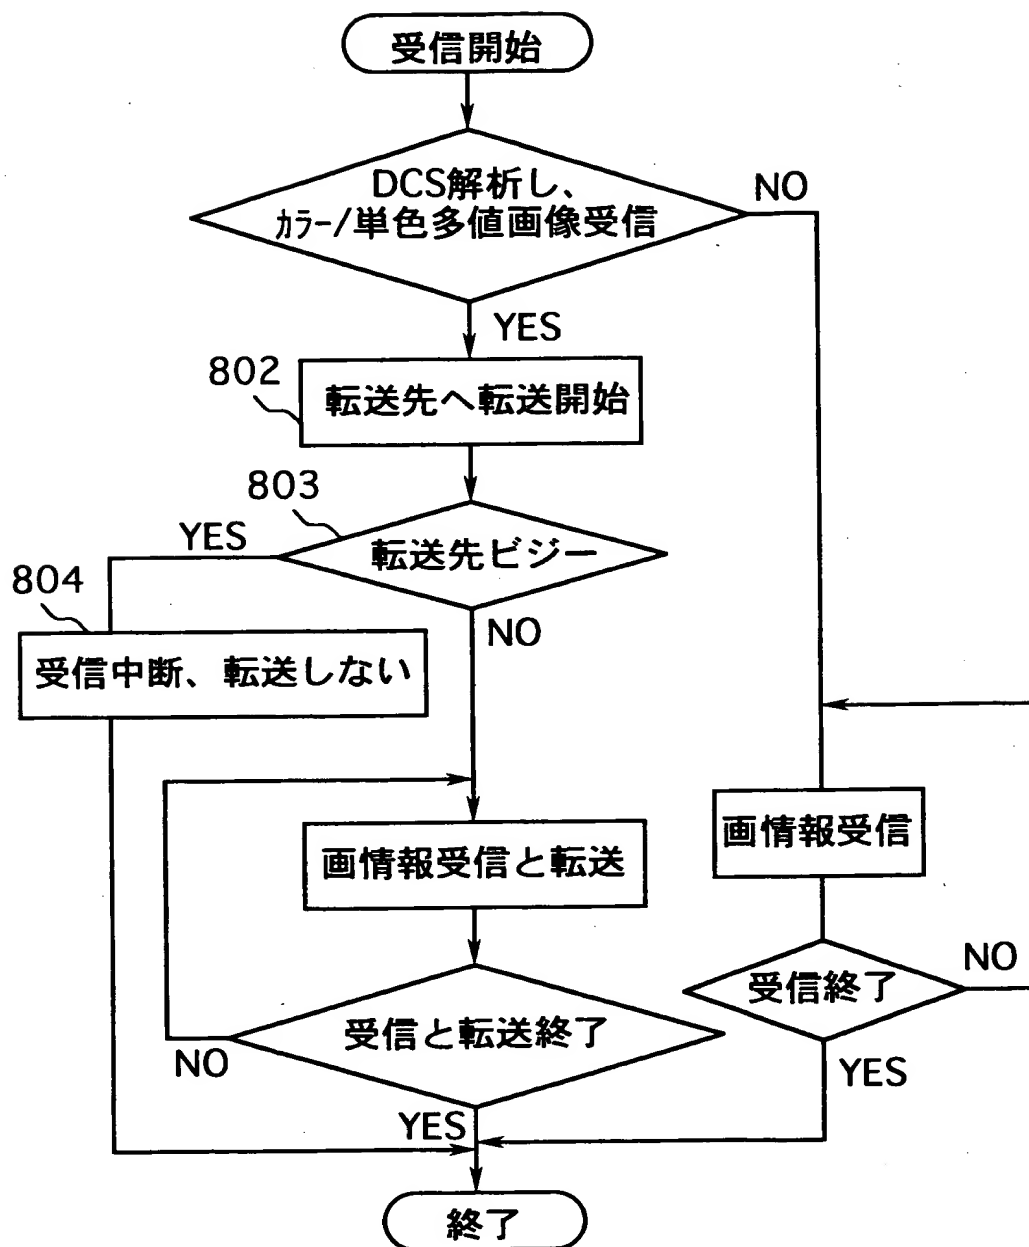 受信開始
DCS解析し、
ｶﾗｰ/単色多値画像受信
NO
YES
802
転送先へ転送開始
803
YES
転送先ビジー
804
NO
受信中断、転送しない
画情報受信と転送
画情報受信
受信終了
NO
受信と転送終了
NO
YES
YES
終了